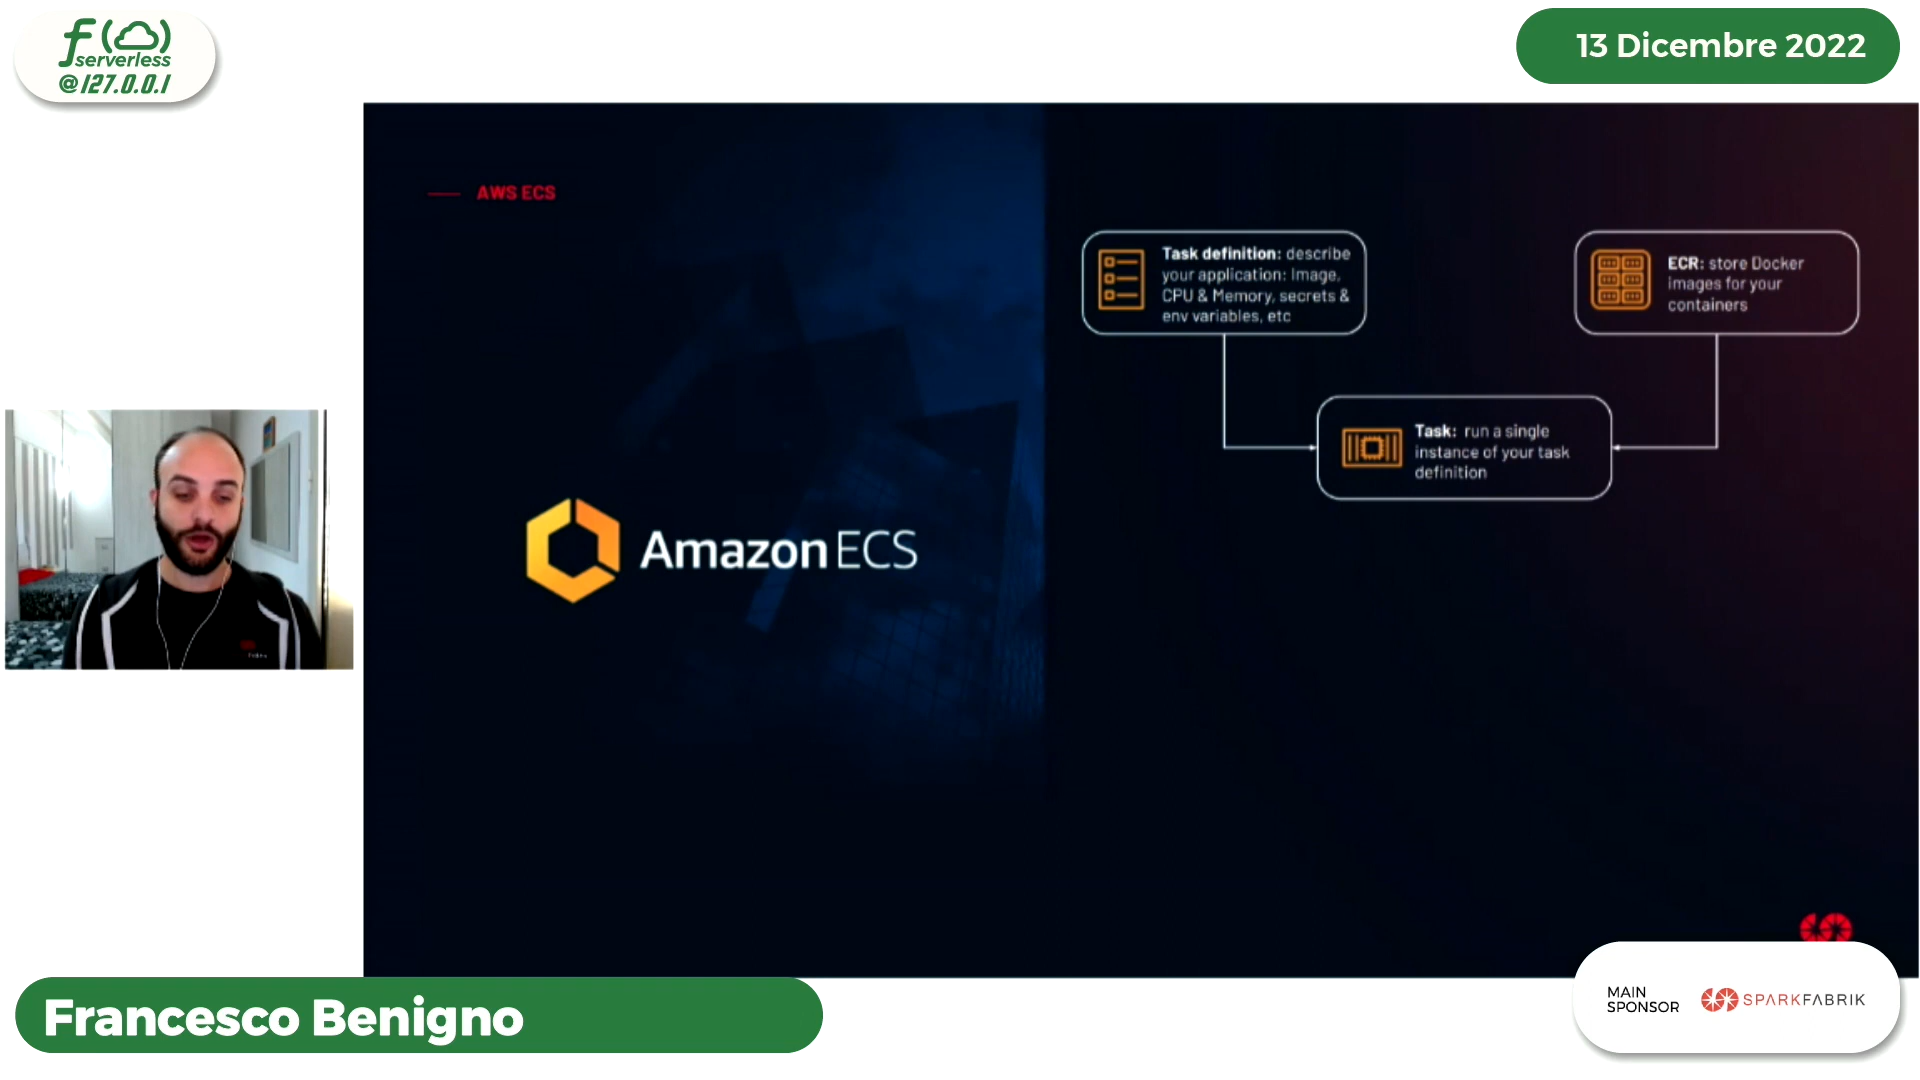 f()
serverless
@127.0.0.1
13 Dicembre 2022
AWS ECS
Amazon ECS
Task definition: describe
your application: Image,
CPU & Memory, secrets &
env variables, etc
ECR: store Docker
images for your
containers
Task: run a single
instance of your task
definition
Francesco Benigno
MAIN
SPONSOR
SPARKFABRIK